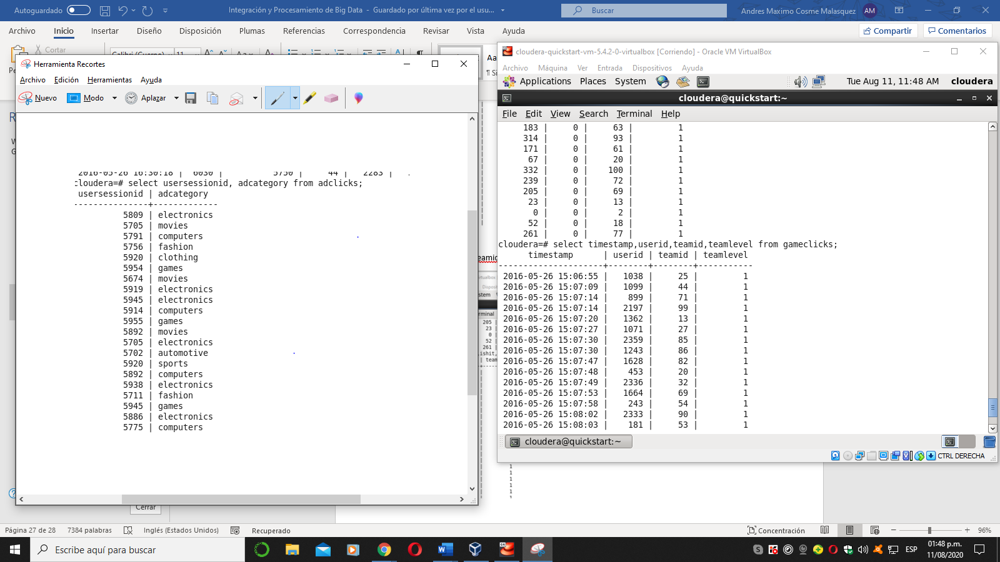 Autoguardado
Integración y Procesamiento de Big Data - Guardado por última vez por el usu...
Buscar
Andres Maximo Cosme Malasquez
AM
Archivo Inicio Insertar Diseño Disposición Plumas Referencias Correspondencia Revisar Vista Ayuda
Compartir
Comentarios
Cortar
Herramienta Recortes
Archivo Edición Herramientas Ayuda
Nuevo Modo Aplazar
2016-05-26 16:30:18 | 6030 | 5750 | 44 | 2283 |
cloudera=# select usersessionid, adcategory from adclicks;
usersessionid | adcategory
---------------+-------------
5809 | electronics
5705 | movies
5791 | computers
5756 | fashion
5920 | clothing
5954 | games
5674 | movies
5919 | electronics
5945 | electronics
5914 | computers
5955 | games
5892 | movies
5705 | electronics
5702 | automotive
5920 | sports
5892 | computers
5938 | electronics
5711 | fashion
5945 | games
5886 | electronics
5775 | computers
Cerrar
cloudera-quickstart-vm-5.4.2-0-virtualbox [Corriendo] - Oracle VM VirtualBox
Archivo Máquina Ver Entrada Dispositivos Ayuda
Applications Places System
Tue Aug 11, 11:48 AM cloudera
cloudera@quickstart:~
File Edit View Search Terminal Help
183 | 0 | 63 | 1
314 | 0 | 93 | 1
171 | 0 | 61 | 1
67 | 0 | 20 | 1
332 | 0 | 100 | 1
239 | 0 | 72 | 1
205 | 0 | 69 | 1
23 | 0 | 13 | 1
0 | 0 | 2 | 1
52 | 0 | 18 | 1
261 | 0 | 77 | 1
cloudera=# select timestamp,userid,teamid,teamlevel from gameclicks;
timestamp | userid | teamid | teamlevel
---------------------+--------+--------+-----------
2016-05-26 15:06:55 | 1038 | 25 | 1
2016-05-26 15:07:09 | 1099 | 44 | 1
2016-05-26 15:07:14 | 899 | 71 | 1
2016-05-26 15:07:14 | 2197 | 99 | 1
2016-05-26 15:07:20 | 1362 | 13 | 1
2016-05-26 15:07:27 | 1071 | 27 | 1
2016-05-26 15:07:30 | 2359 | 85 | 1
2016-05-26 15:07:30 | 1243 | 86 | 1
2016-05-26 15:07:47 | 1628 | 82 | 1
2016-05-26 15:07:48 | 453 | 20 | 1
2016-05-26 15:07:49 | 2336 | 32 | 1
2016-05-26 15:07:53 | 1664 | 69 | 1
2016-05-26 15:07:58 | 243 | 54 | 1
2016-05-26 15:08:02 | 2333 | 90 | 1
2016-05-26 15:08:03 | 181 | 53 | 1
cloudera@quickstart:~
CTRL DERECHA
205
23
0
52
261
1
1
1
1
1
1
Página 27 de 28 7384 palabras Inglés (Estados Unidos) Recuperado
Concentración
96%
Escribe aquí para buscar
ESP
01:48 p.m.
11/08/2020